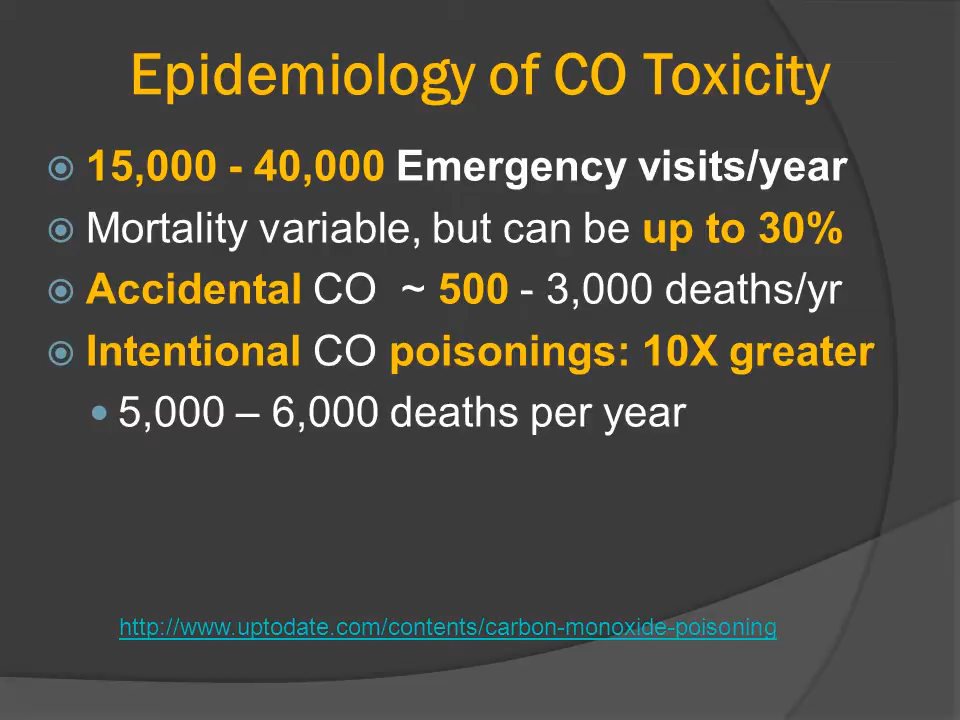 Epidemiology of CO Toxicity
15,000 - 40,000 Emergency visits/year
Mortality variable, but can be up to 30%
Accidental CO ~ 500 - 3,000 deaths/yr
Intentional CO poisonings: 10X greater
5,000 – 6,000 deaths per year
http://www.uptodate.com/contents/carbon-monoxide-poisoning